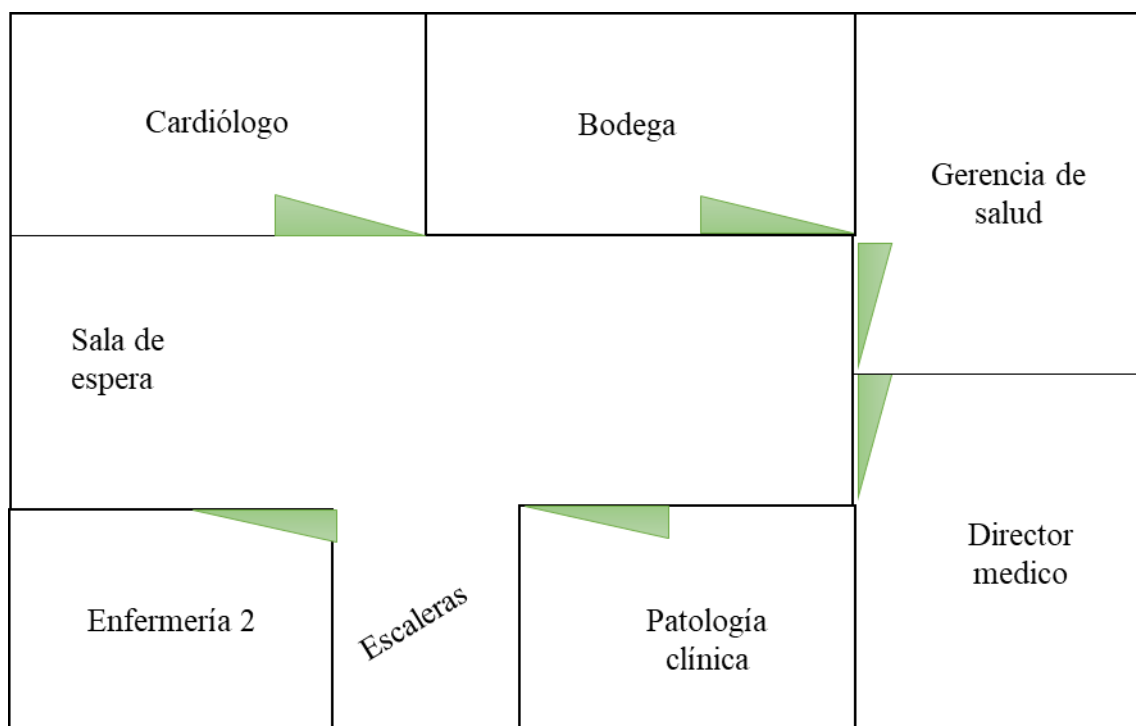 Cardiólogo
Bodega
Gerencia de
salud
Sala de
espera
Director
medico
Enfermería 2
Escaleras
Patología
clínica